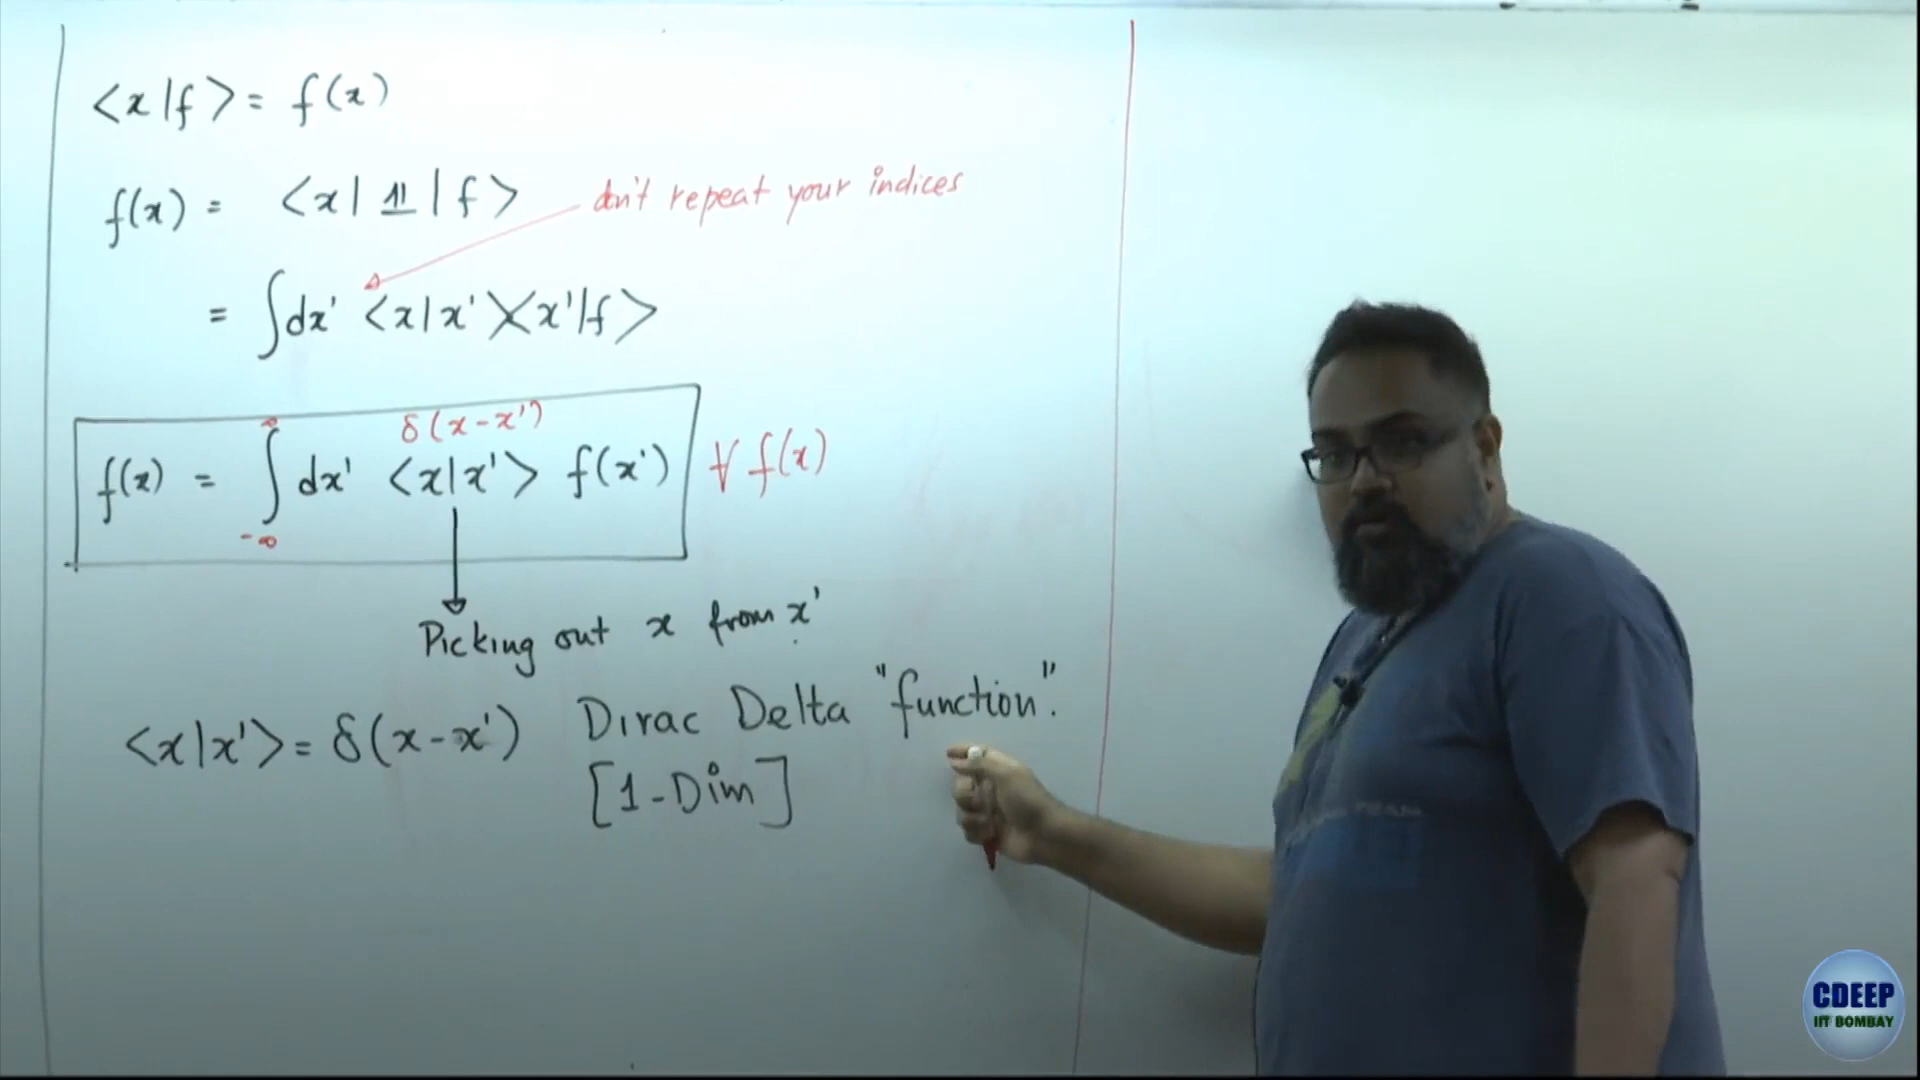 <x|f> = f(x)
f(x) = <x| 𝟙 |f> don't repeat your indices
= ∫dx' <x|x'><x'|f>
δ(x-x')
f(x) = ∫_{-∞}^{∞} dx' <x|x'> f(x') ∀ f(x)
Picking out x from x'
<x|x'> = δ(x-x') Dirac Delta "function".
[1-Dim]
CDEEP
IIT BOMBAY